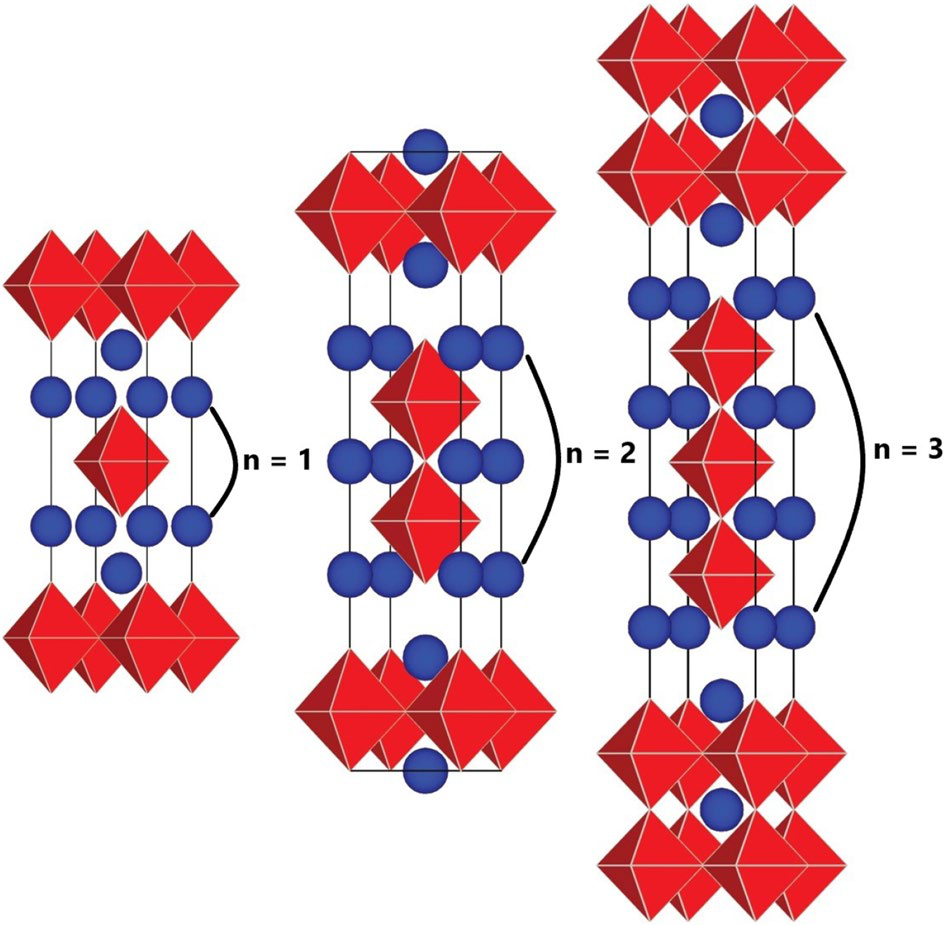 n = 1
n = 2
n = 3